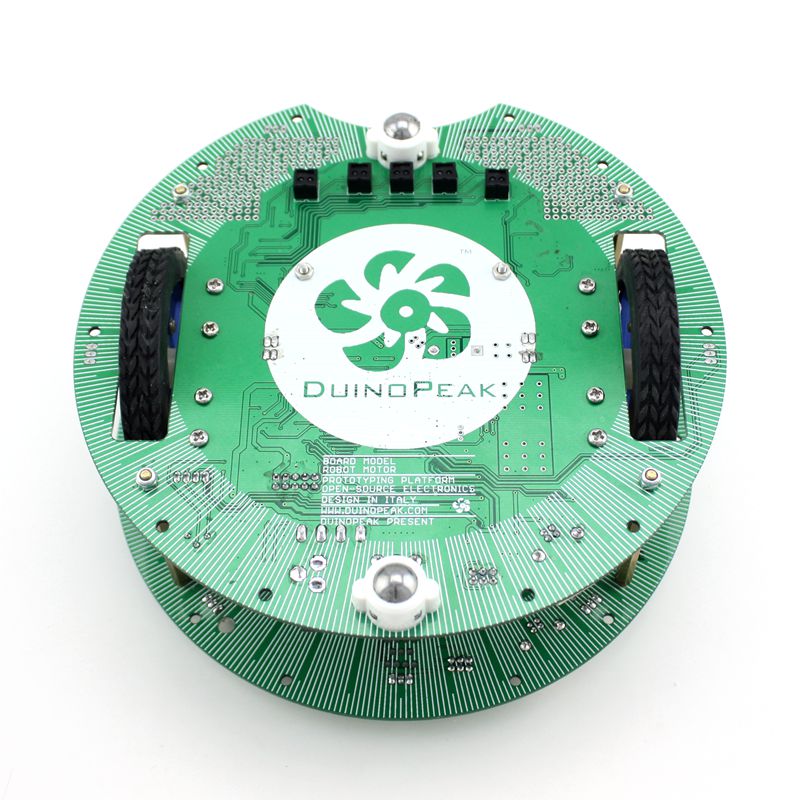 TM
DUINOPEAK
BOARD MODEL
ROBOT MOTOR
PROTOTYPING PLATFORM
OPEN-SOURCE ELECTRONICS
DESIGN IN ITALY
WWW.DUINOPEAK.COM
DUINOPEAK PRESENT